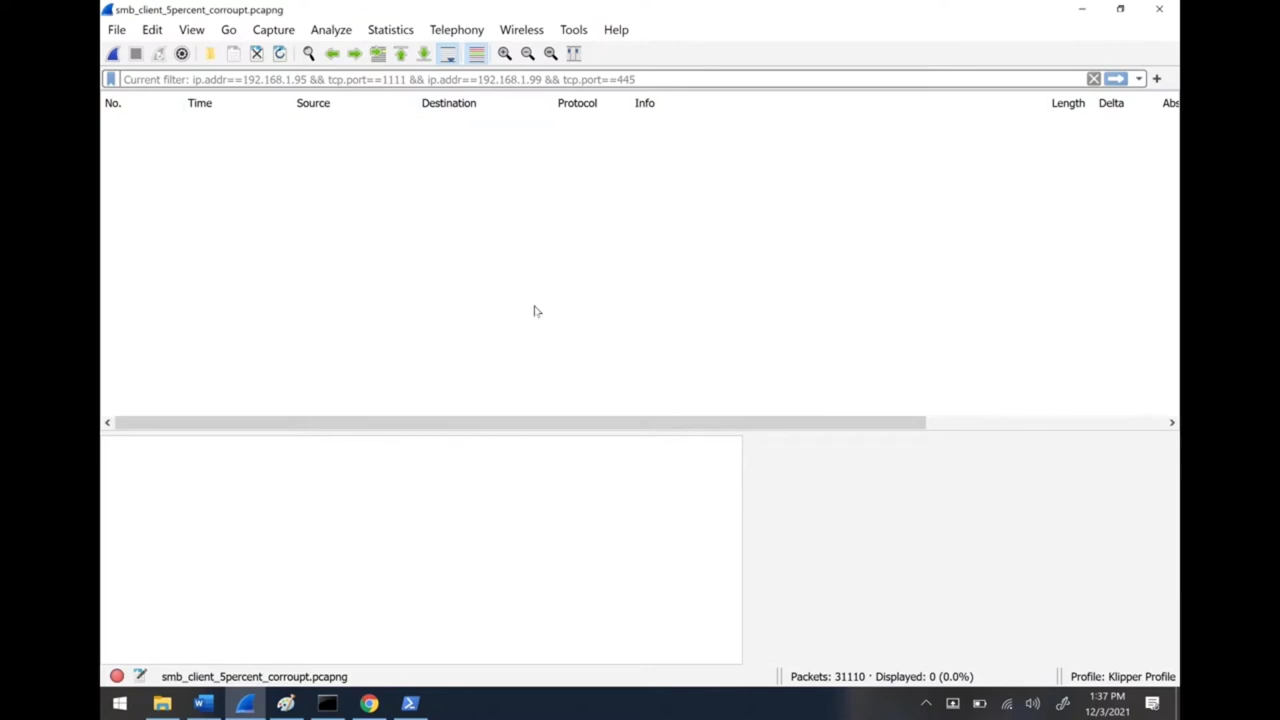 smb_client_5percent_corroupt.pcapng
File Edit View Go Capture Analyze Statistics Telephony Wireless Tools Help
Current filter: ip.addr==192.168.1.95 && tcp.port==1111 && ip.addr==192.168.1.99 && tcp.port==445
No. Time Source Destination Protocol Info Length Delta Abs
smb_client_5percent_corroupt.pcapng Packets: 31110 · Displayed: 0 (0.0%) Profile: Klipper Profile
1:37 PM
12/3/2021